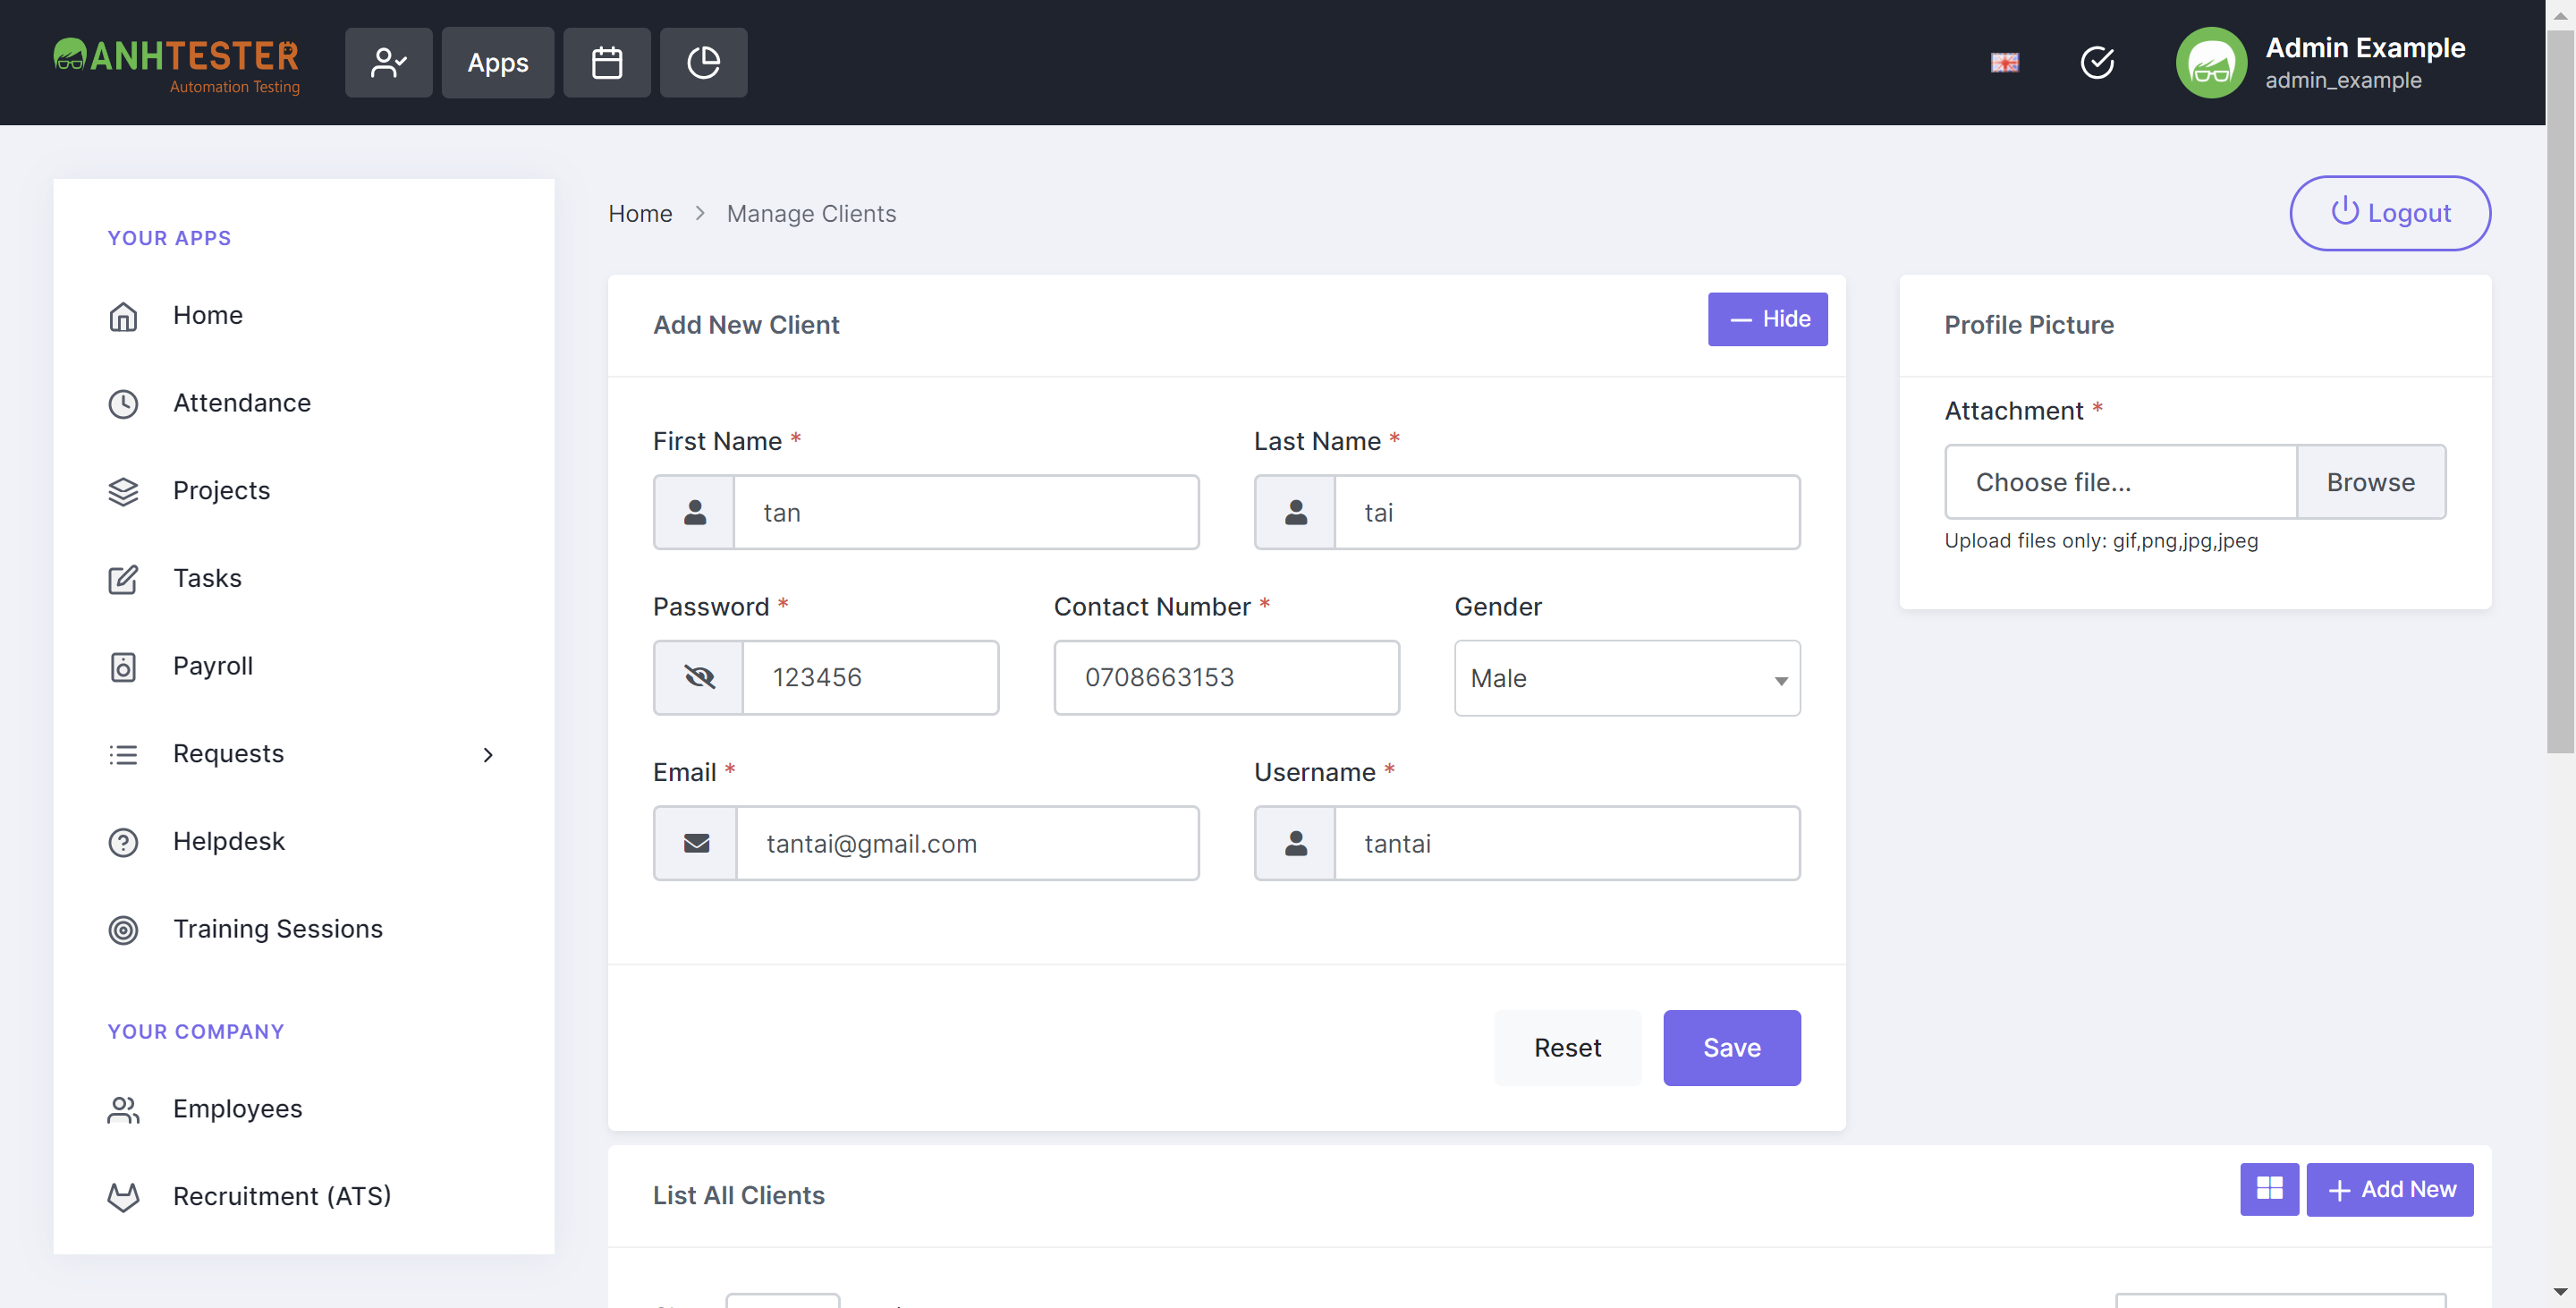 ANHTESTER
Automation Testing
Apps
Admin Example
admin_example
YOUR APPS
Home
Attendance
Projects
Tasks
Payroll
Requests
Helpdesk
Training Sessions
YOUR COMPANY
Employees
Recruitment (ATS)
Home > Manage Clients
Logout
Add New Client
— Hide
First Name *
Last Name *
tan
tai
Password *
Contact Number *
Gender
123456
0708663153
Male
Email *
Username *
tantai@gmail.com
tantai
Reset
Save
Profile Picture
Attachment *
Choose file...
Browse
Upload files only: gif,png,jpg,jpeg
List All Clients
+ Add New